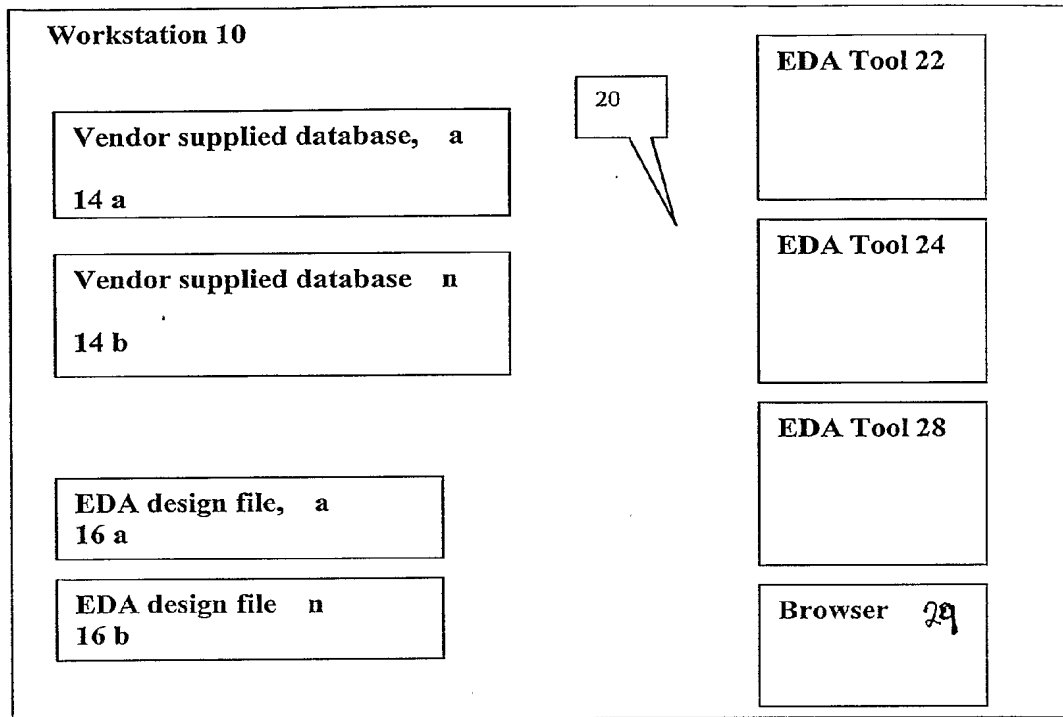 Workstation 10
Vendor supplied database, a
14 a
Vendor supplied database n
14 b
EDA design file, a
16 a
EDA design file n
16 b
20
EDA Tool 22
EDA Tool 24
EDA Tool 28
Browser 29